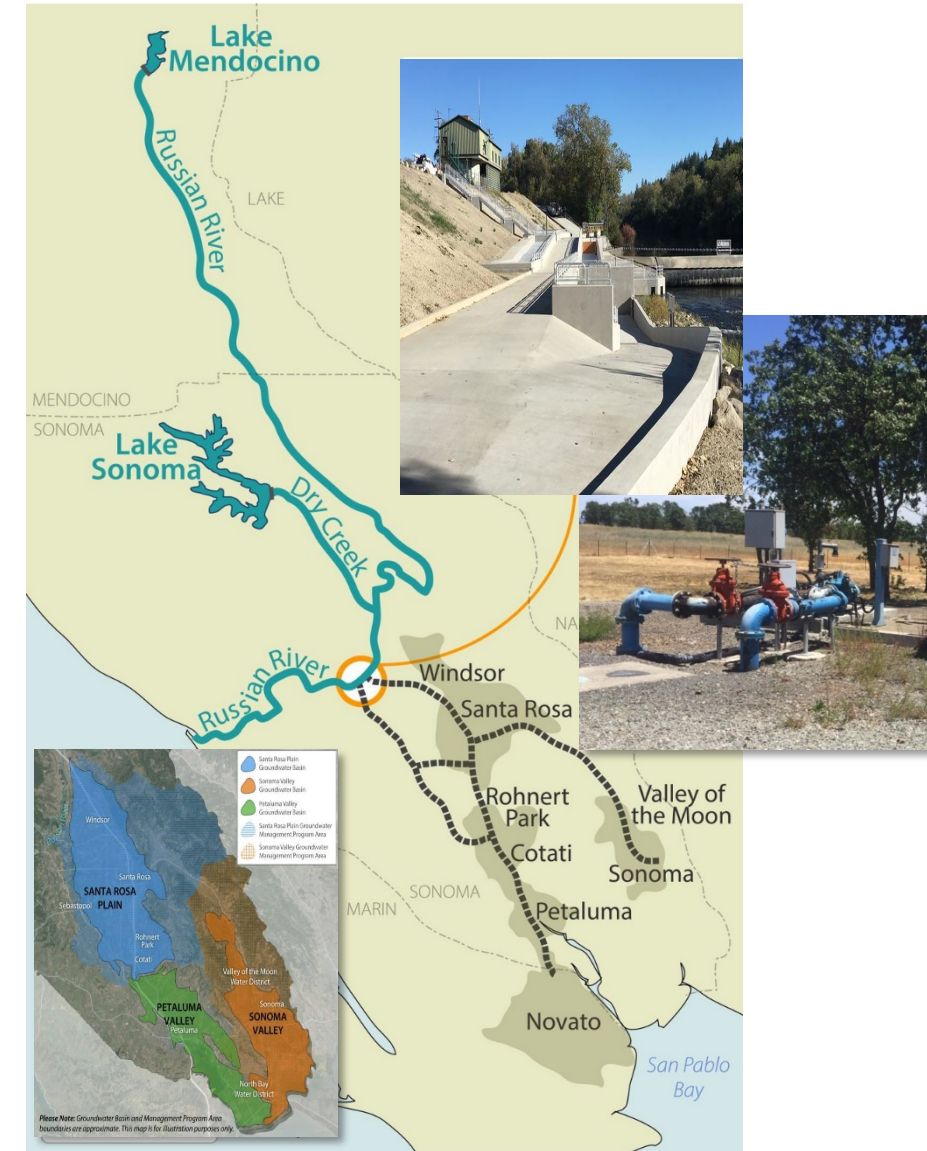 Lake
Mendocino
Russian River
LAKE
MENDOCINO
SONOMA
Lake
Sonoma
Dry Creek
NA
Russian River
Windsor
Santa Rosa
Rohnert
Park
Cotati
Valley of
the Moon
Sonoma
SONOMA
MARIN
Petaluma
Novato
San Pablo
Bay
Santa Rosa Plain
Groundwater Basin
Sonoma Valley
Groundwater Basin
Petaluma Valley
Groundwater Basin
Santa Rosa Plain Groundwater
Management Program Area
Sonoma Valley Groundwater
Management Program Area
Windsor
Santa Rosa
SANTA ROSA
PLAIN
Sebastopol
Rohnert
Park
Cotati
Valley of the Moon
Water District
PETALUMA
VALLEY
Petaluma
Sonoma
SONOMA
VALLEY
North Bay
Water District
Please Note: Groundwater Basin and Management Program Area
boundaries are approximate. This map is for illustration purposes only.